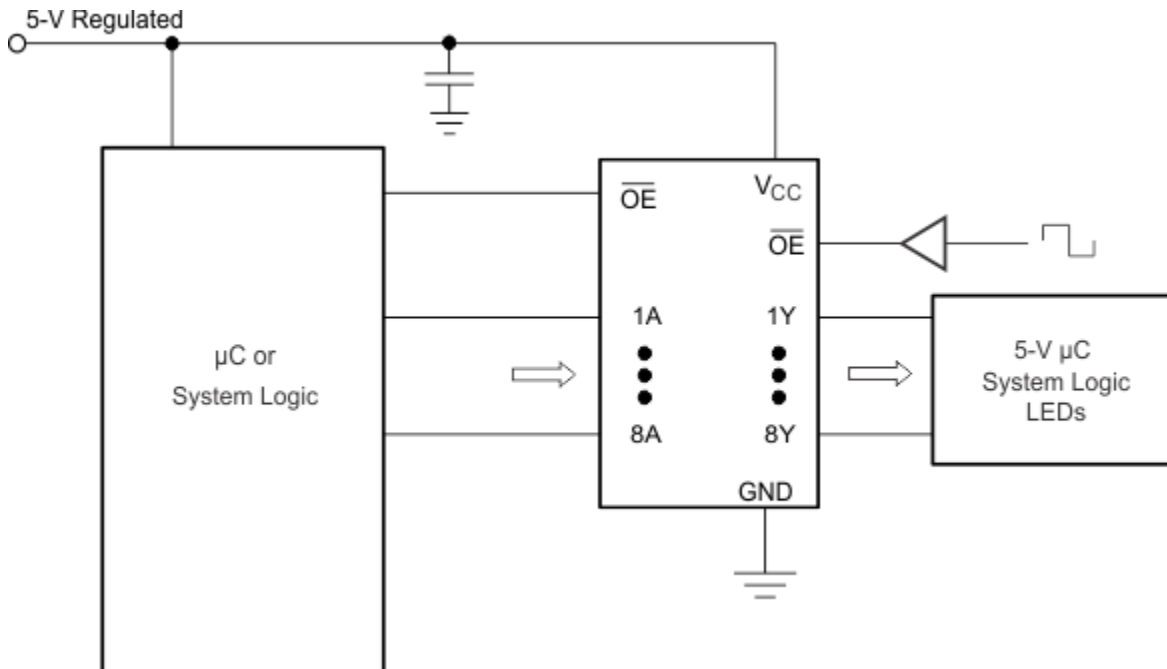 5-V Regulated
OE
VCC
OE
1A
1Y
µC or
System Logic
5-V µC
System Logic
LEDs
8A
8Y
GND